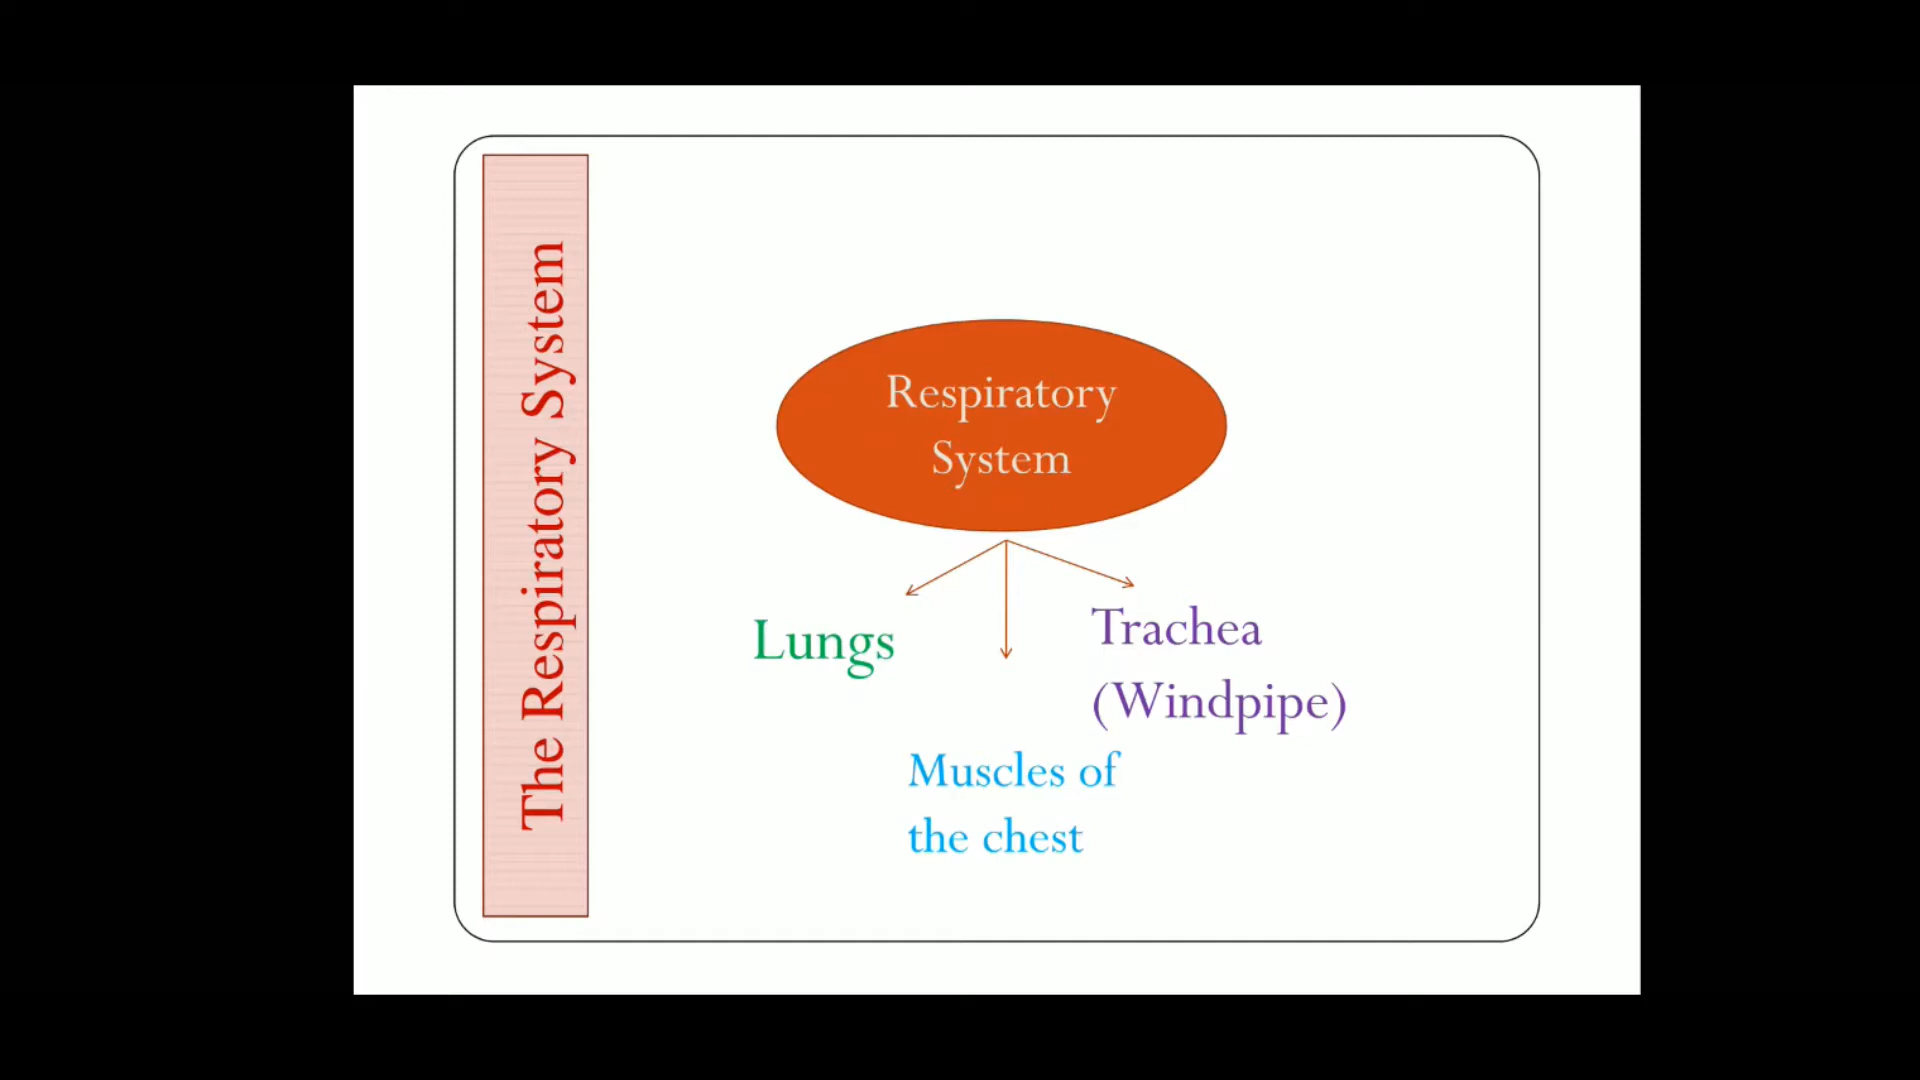 The Respiratory System
Respiratory
System
Lungs
Trachea
(Windpipe)
Muscles of
the chest